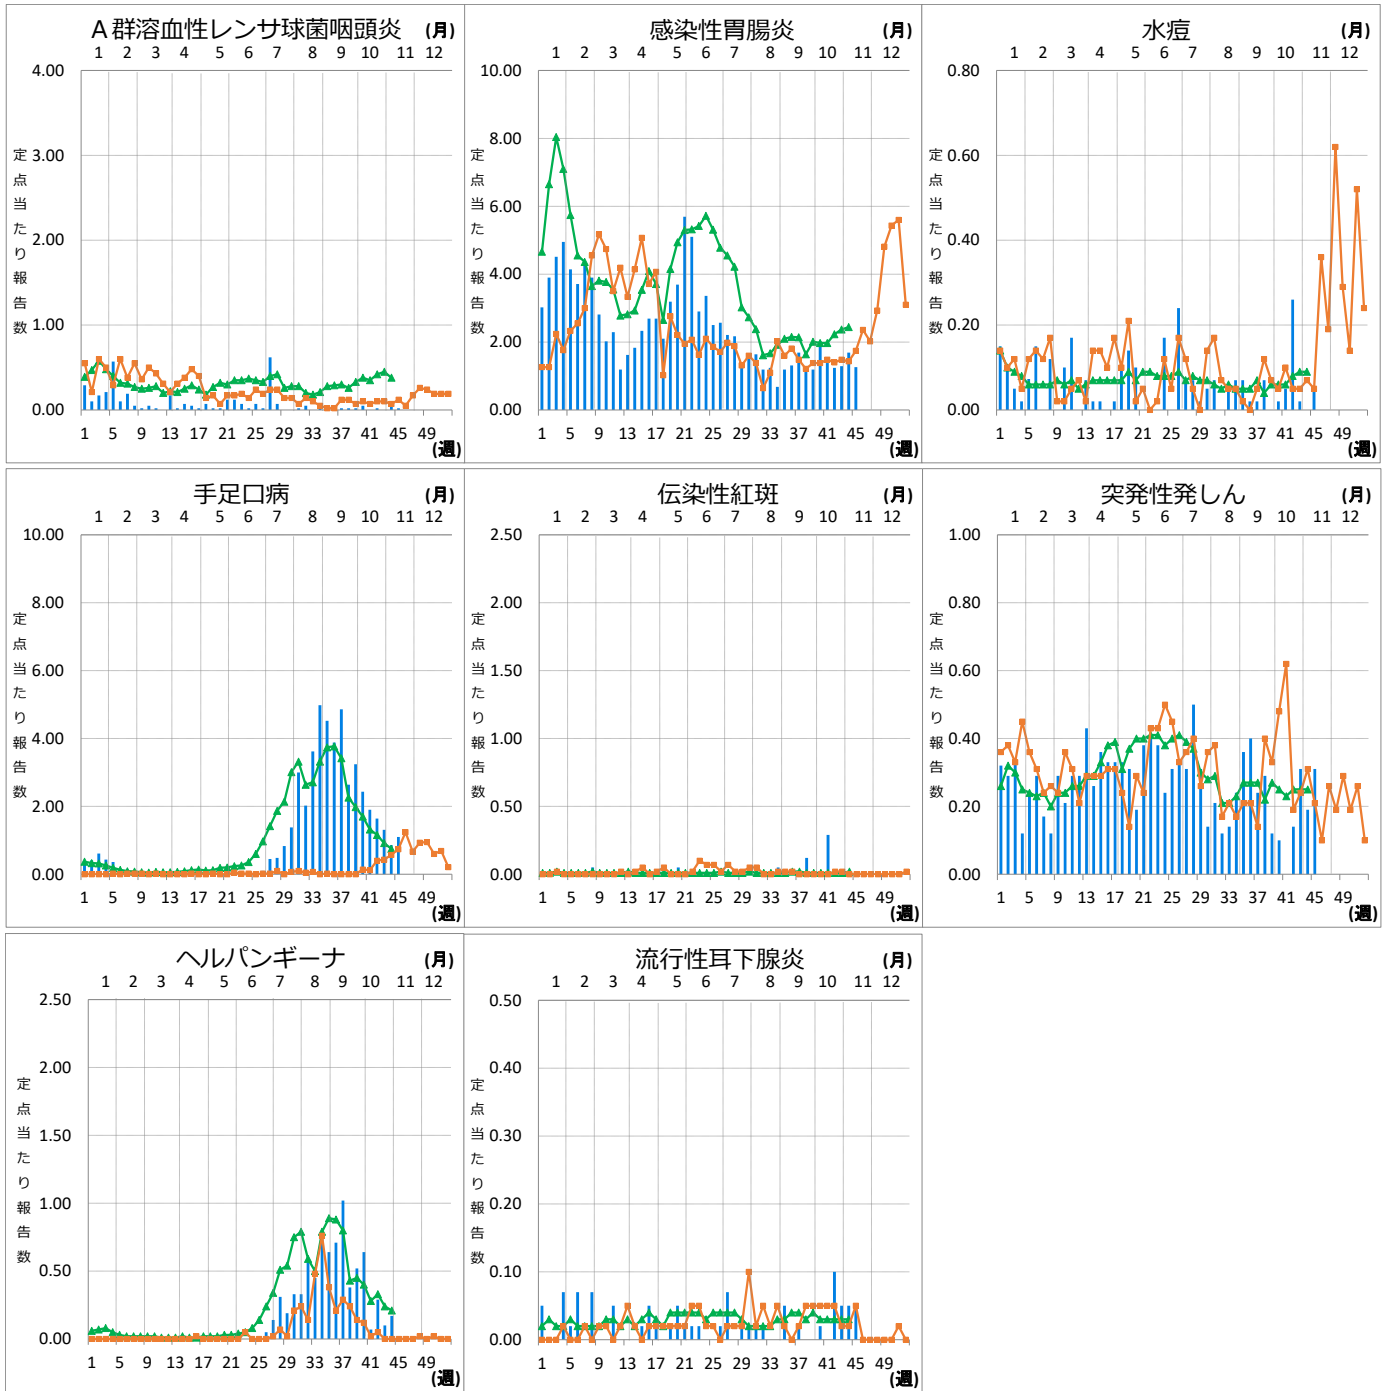 A群溶血性レンサ球菌咽頭炎 (月)
1 2 3 4 5 6 7 8 9 10 11 12
4.00
3.00
2.00
1.00
0.00
定点当たり報告数
1 5 9 13 17 21 25 29 33 37 41 45 49
(週)
感染性胃腸炎 (月)
1 2 3 4 5 6 7 8 9 10 11 12
10.00
8.00
6.00
4.00
2.00
0.00
定点当たり報告数
1 5 9 13 17 21 25 29 33 37 41 45 49
(週)
水痘 (月)
1 2 3 4 5 6 7 8 9 10 11 12
0.80
0.60
0.40
0.20
0.00
定点当たり報告数
1 5 9 13 17 21 25 29 33 37 41 45 49
(週)
手足口病 (月)
1 2 3 4 5 6 7 8 9 10 11 12
10.00
8.00
6.00
4.00
2.00
0.00
定点当たり報告数
1 5 9 13 17 21 25 29 33 37 41 45 49
(週)
伝染性紅斑 (月)
1 2 3 4 5 6 7 8 9 10 11 12
2.50
2.00
1.50
1.00
0.50
0.00
定点当たり報告数
1 5 9 13 17 21 25 29 33 37 41 45 49
(週)
突発性発しん (月)
1 2 3 4 5 6 7 8 9 10 11 12
1.00
0.80
0.60
0.40
0.20
0.00
定点当たり報告数
1 5 9 13 17 21 25 29 33 37 41 45 49
(週)
ヘルパンギーナ (月)
1 2 3 4 5 6 7 8 9 10 11 12
2.50
2.00
1.50
1.00
0.50
0.00
定点当たり報告数
1 5 9 13 17 21 25 29 33 37 41 45 49
(週)
流行性耳下腺炎 (月)
1 2 3 4 5 6 7 8 9 10 11 12
0.50
0.40
0.30
0.20
0.10
0.00
定点当たり報告数
1 5 9 13 17 21 25 29 33 37 41 45 49
(週)